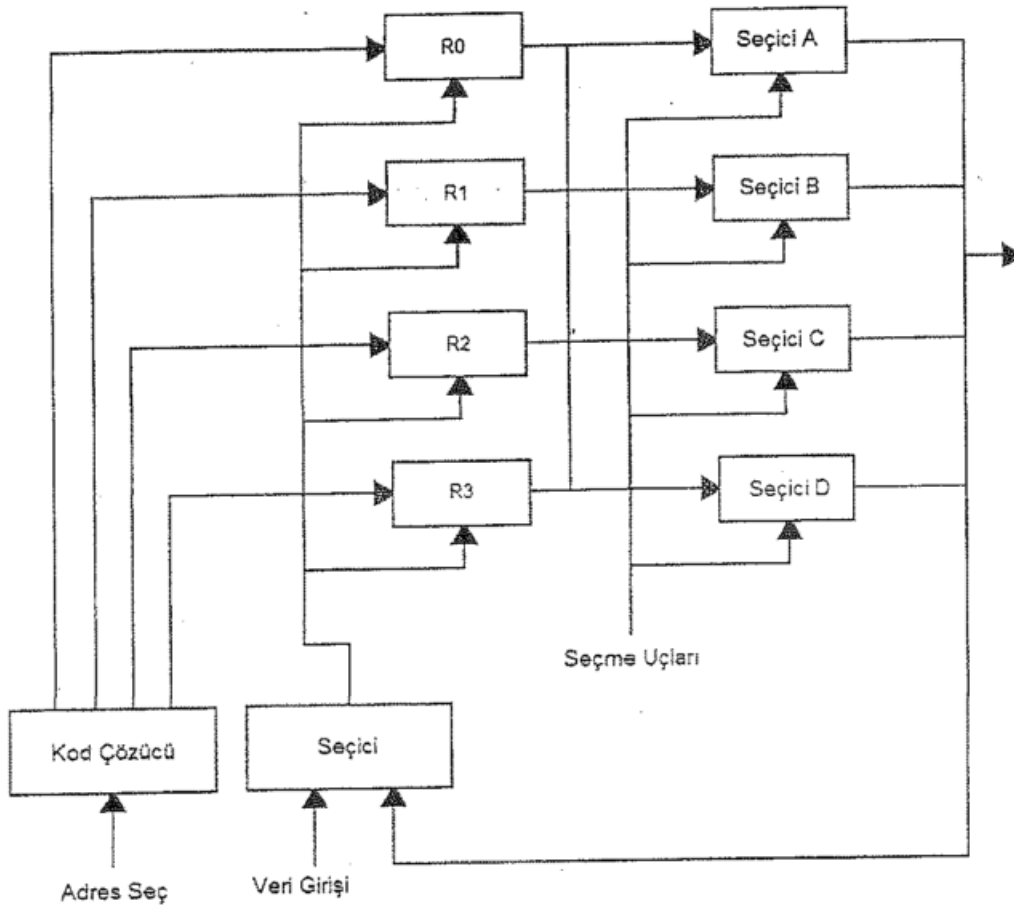 R0
Seçici A
R1
Seçici B
R2
Seçici C
R3
Seçici D
Seçme Uçları
Kod Çözücü
Seçici
Adres Seç
Veri Girişi